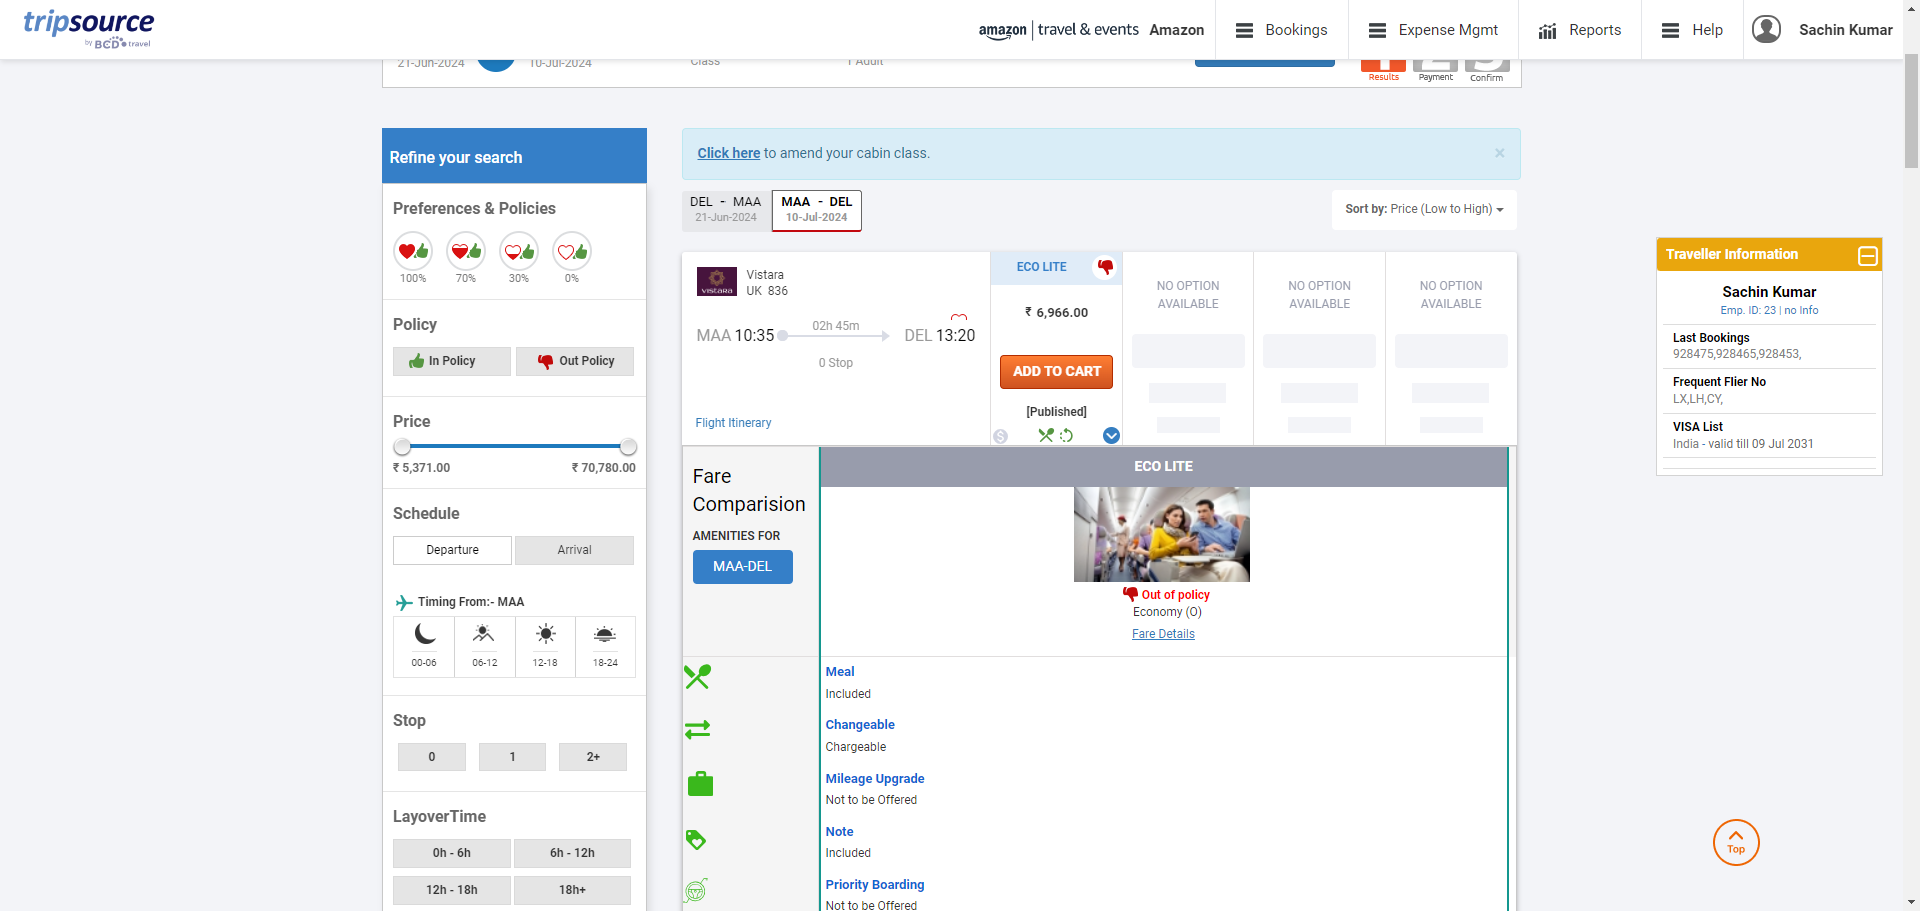 tripsource
by BCD travel
amazon | travel & events Amazon
Bookings
Expense Mgmt
Reports
Help
Sachin Kumar
21-Jun-2024
10-Jul-2024
Class
1 Adult
Results
Payment
Confirm
Refine your search
Preferences & Policies
100%
70%
30%
0%
Policy
In Policy
Out Policy
Price
₹ 5,371.00
₹ 70,780.00
Schedule
Departure
Arrival
Timing From:- MAA
00-06
06-12
12-18
18-24
Stop
0
1
2+
LayoverTime
0h - 6h
6h - 12h
12h - 18h
18h+
Click here to amend your cabin class.
×
DEL - MAA
21-Jun-2024
MAA - DEL
10-Jul-2024
Sort by: Price (Low to High)
VISTARA
Vistara
UK 836
MAA 10:35
02h 45m
DEL 13:20
0 Stop
Flight Itinerary
ECO LITE
₹ 6,966.00
ADD TO CART
[Published]
NO OPTION
AVAILABLE
NO OPTION
AVAILABLE
NO OPTION
AVAILABLE
Fare
Comparision
AMENITIES FOR
MAA-DEL
ECO LITE
Out of policy
Economy (O)
Fare Details
Meal
Included
Changeable
Chargeable
Mileage Upgrade
Not to be Offered
Note
Included
Priority Boarding
Not to be Offered
Traveller Information
Sachin Kumar
Emp. ID: 23 | no Info
Last Bookings
928475,928465,928453,
Frequent Flier No
LX,LH,CY,
VISA List
India - valid till 09 Jul 2031
Top